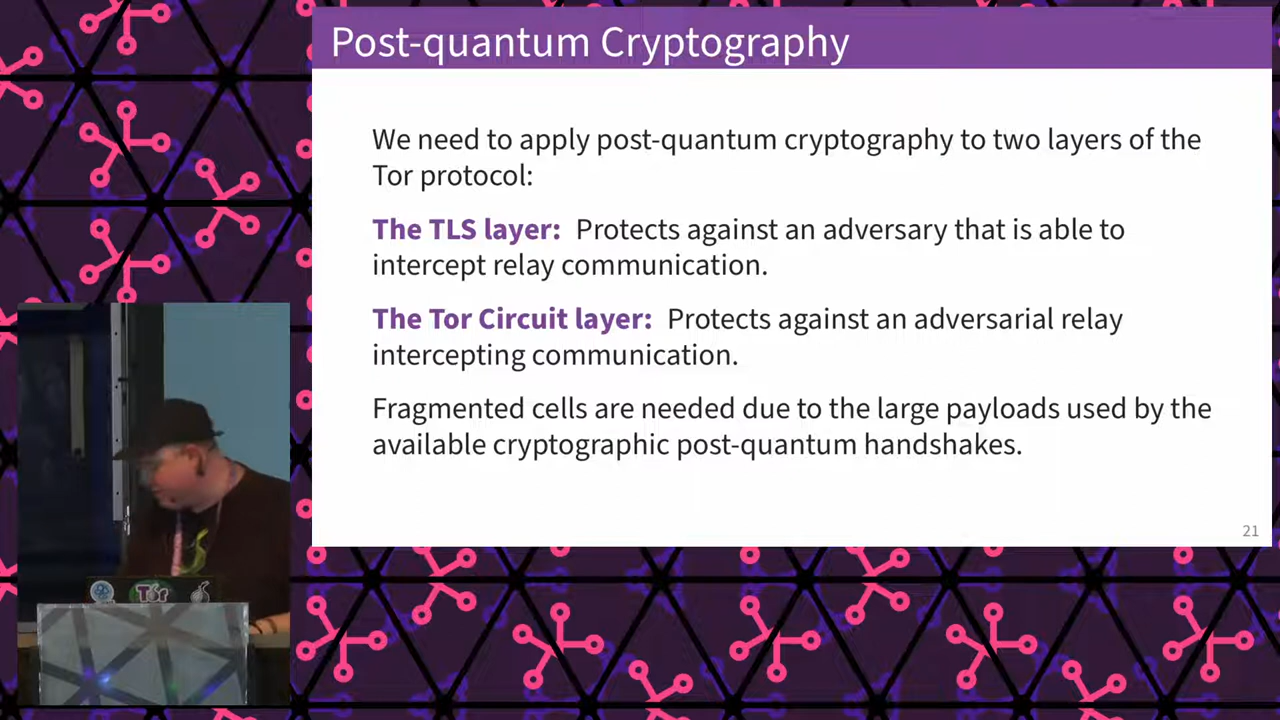 Post-quantum Cryptography
We need to apply post-quantum cryptography to two layers of the
Tor protocol:
The TLS layer: Protects against an adversary that is able to
intercept relay communication.
The Tor Circuit layer: Protects against an adversarial relay
intercepting communication.
Fragmented cells are needed due to the large payloads used by the
available cryptographic post-quantum handshakes.
21
Tor